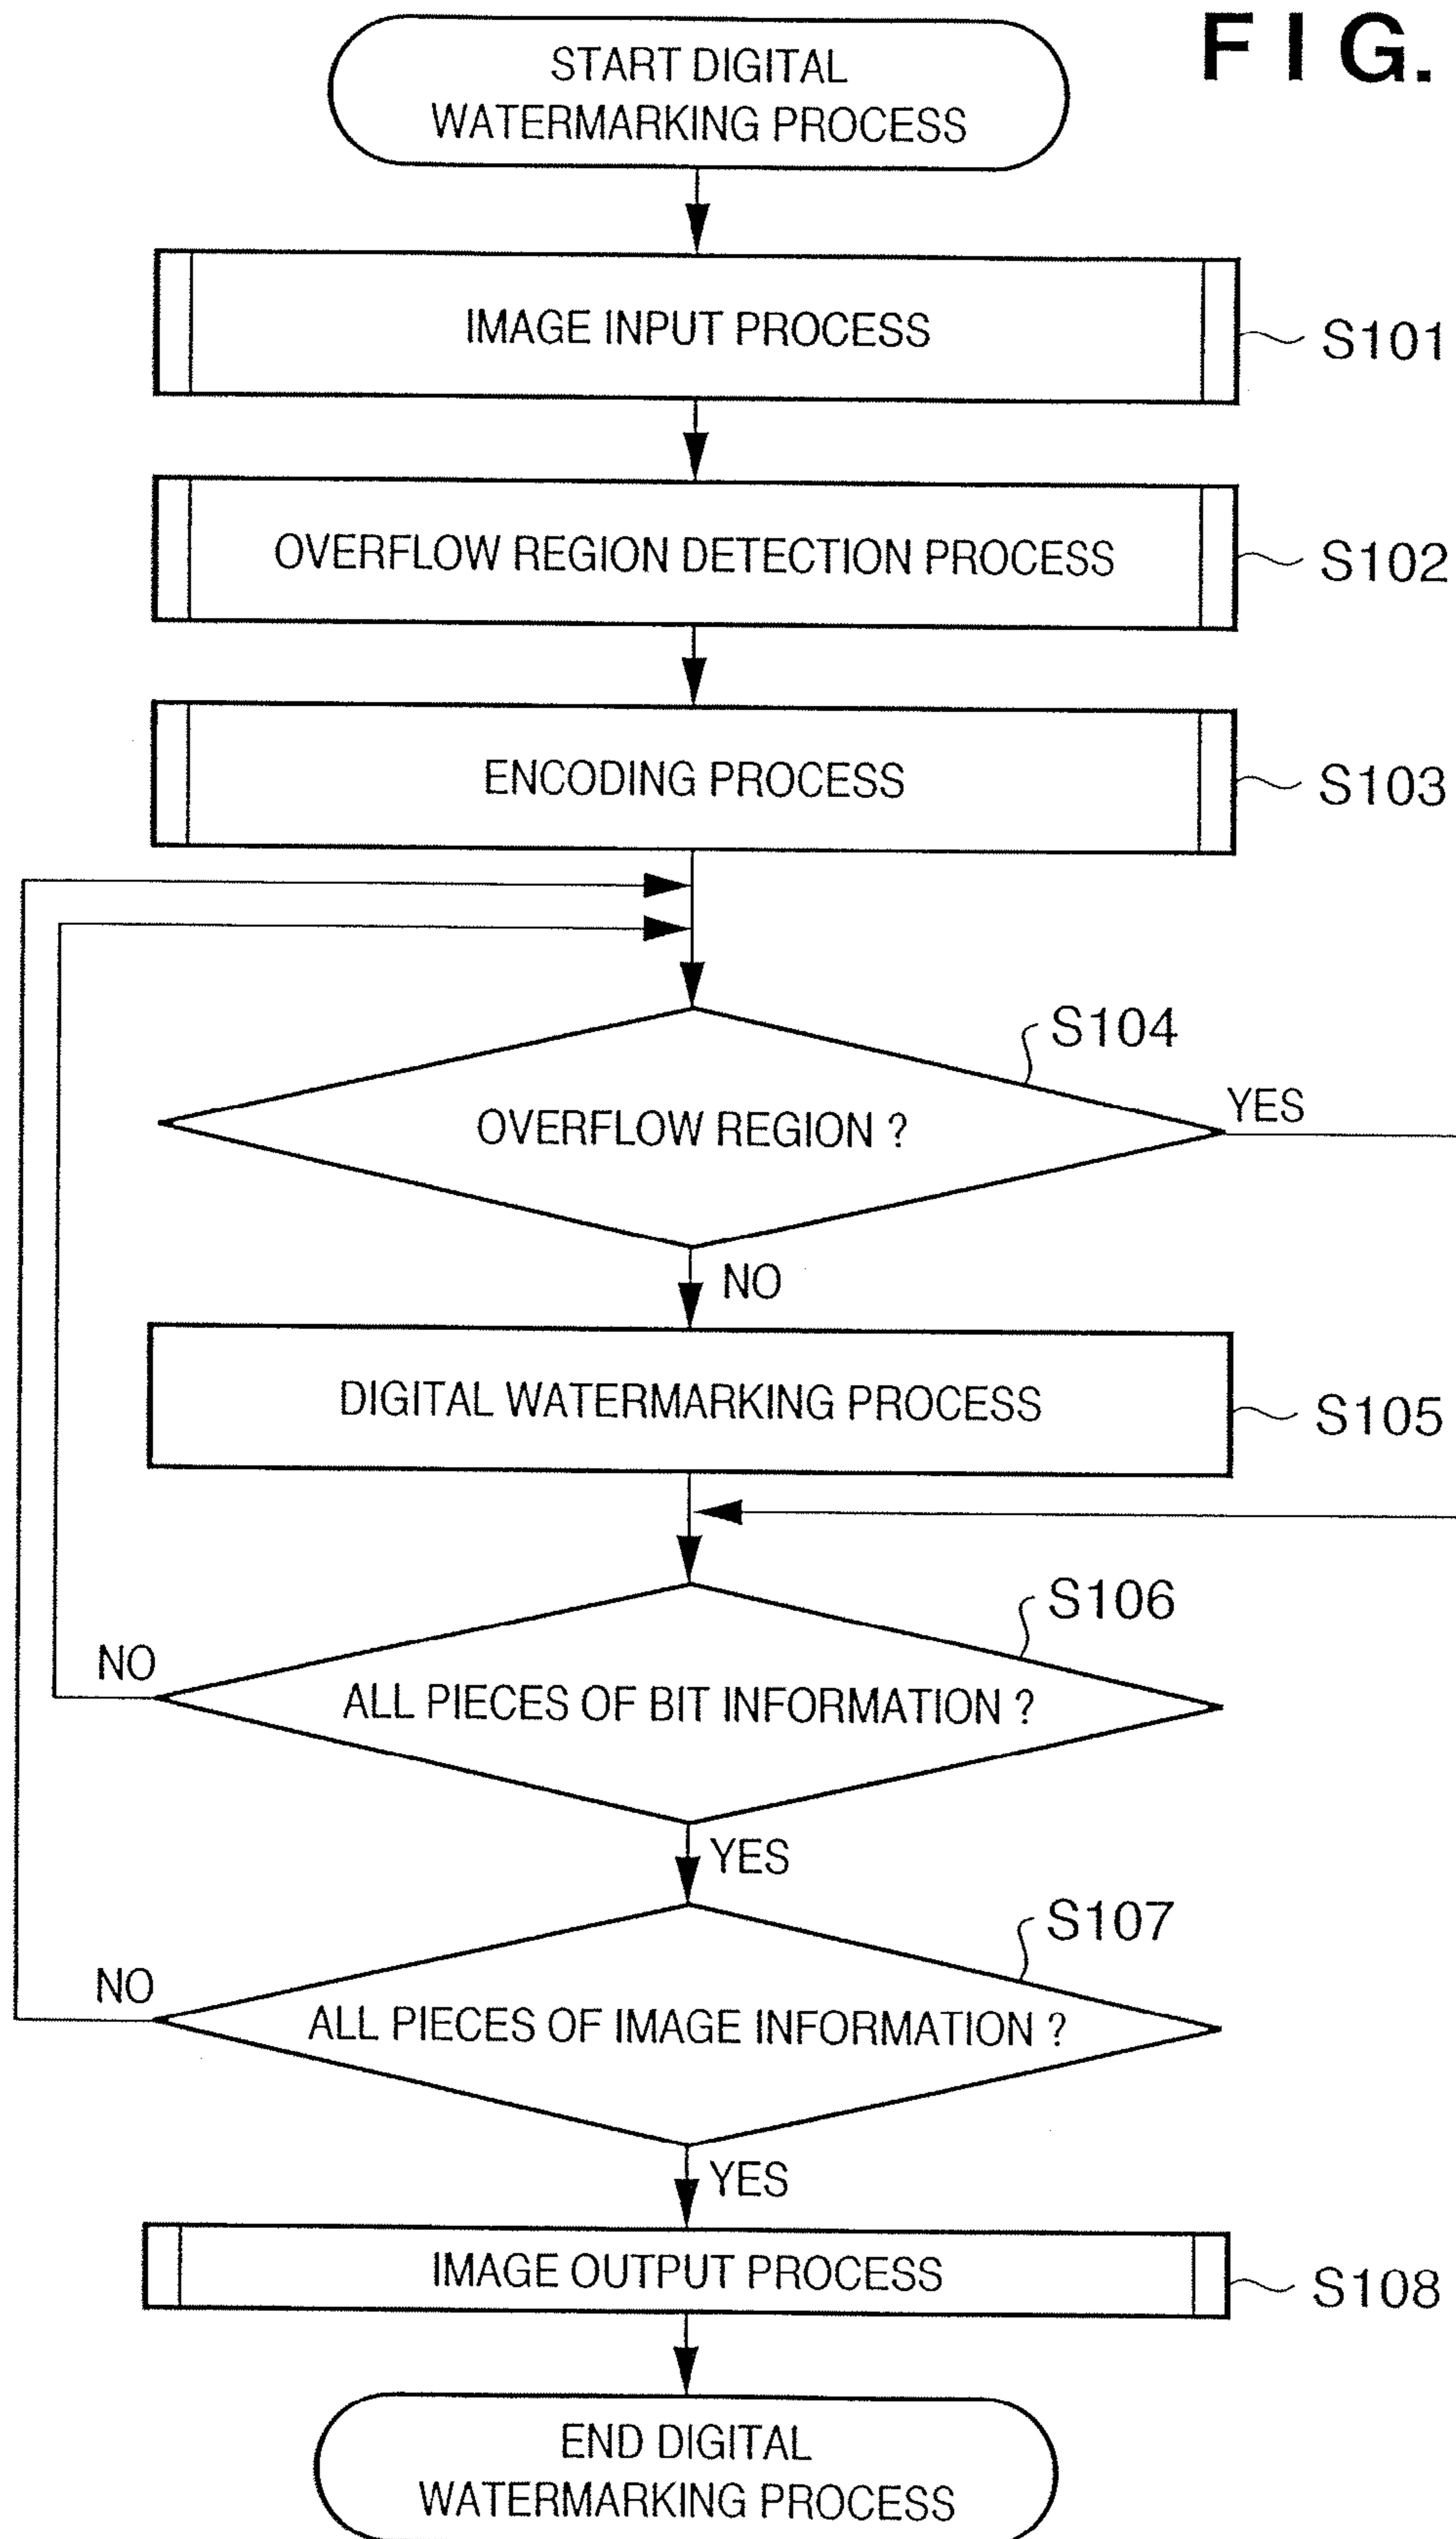 FIG.
START DIGITAL
WATERMARKING PROCESS
IMAGE INPUT PROCESS
S101
OVERFLOW REGION DETECTION PROCESS
S102
ENCODING PROCESS
S103
S104
OVERFLOW REGION ?
YES
NO
DIGITAL WATERMARKING PROCESS
S105
S106
NO
ALL PIECES OF BIT INFORMATION ?
YES
S107
NO
ALL PIECES OF IMAGE INFORMATION ?
YES
IMAGE OUTPUT PROCESS
S108
END DIGITAL
WATERMARKING PROCESS